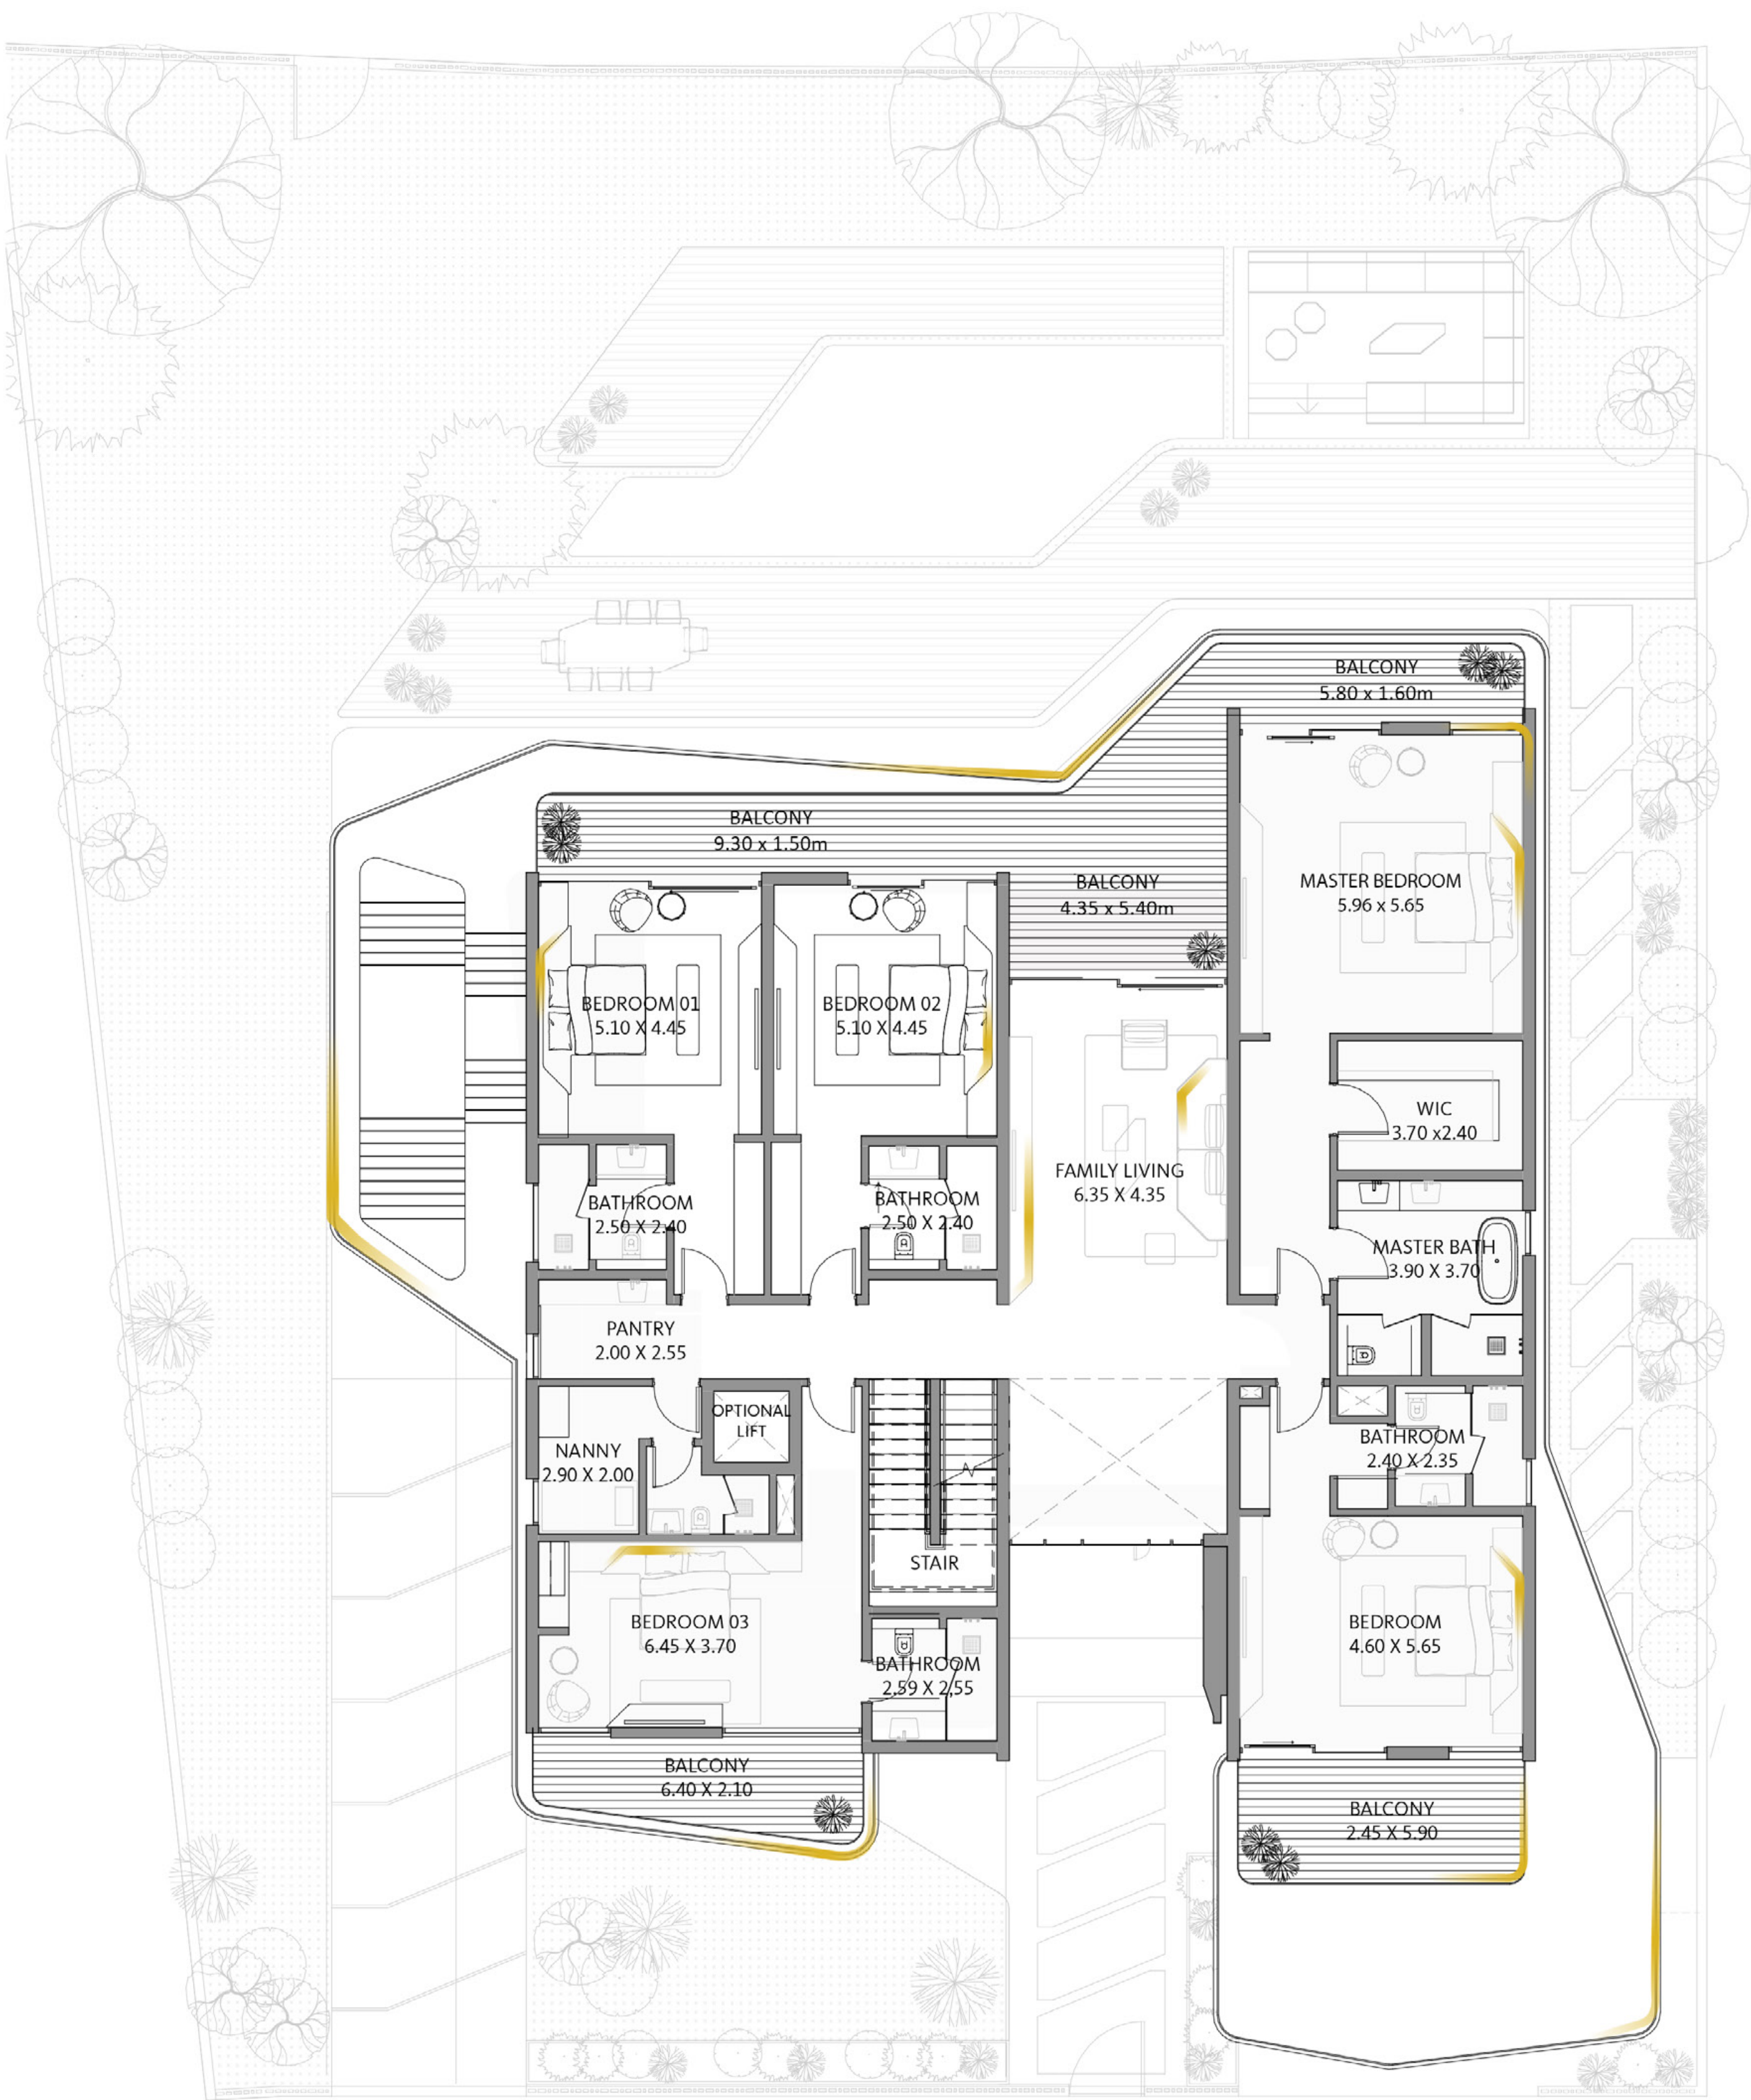 BALCONY
5.80 x 1.60m
BALCONY
9.30 x 1.50m
BALCONY
4.35 x 5.40m
MASTER BEDROOM
5.96 x 5.65
BEDROOM 01
5.10 X 4.45
BEDROOM 02
5.10 X 4.45
WIC
3.70 x2.40
FAMILY LIVING
6.35 X 4.35
BATHROOM
2.50 X 2.40
BATHROOM
2.50 X 2.40
MASTER BATH
3.90 X 3.70
PANTRY
2.00 X 2.55
OPTIONAL
LIFT
NANNY
2.90 X 2.00
BATHROOM
2.40 X 2.35
STAIR
BEDROOM 03
6.45 X 3.70
BEDROOM
4.60 X 5.65
BATHROOM
2.59 X 2,55
BALCONY
6.40 X 2.10
BALCONY
2.45 X 5.90